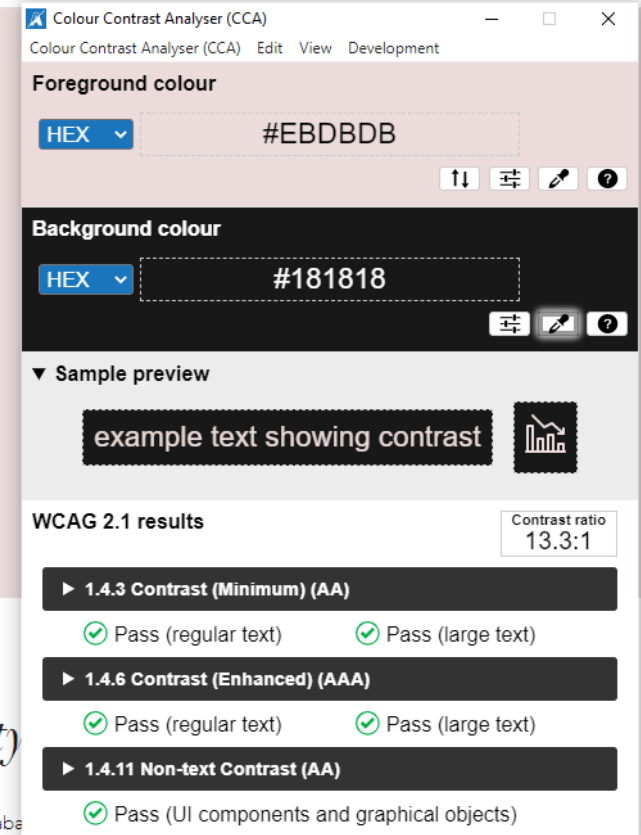 Colour Contrast Analyser (CCA)
Colour Contrast Analyser (CCA) Edit View Development
Foreground colour
HEX #EBDBDB
Background colour
HEX #181818
Sample preview
example text showing contrast
WCAG 2.1 results
Contrast ratio
13.3:1
1.4.3 Contrast (Minimum) (AA)
Pass (regular text) Pass (large text)
1.4.6 Contrast (Enhanced) (AAA)
Pass (regular text) Pass (large text)
1.4.11 Non-text Contrast (AA)
Pass (UI components and graphical objects)